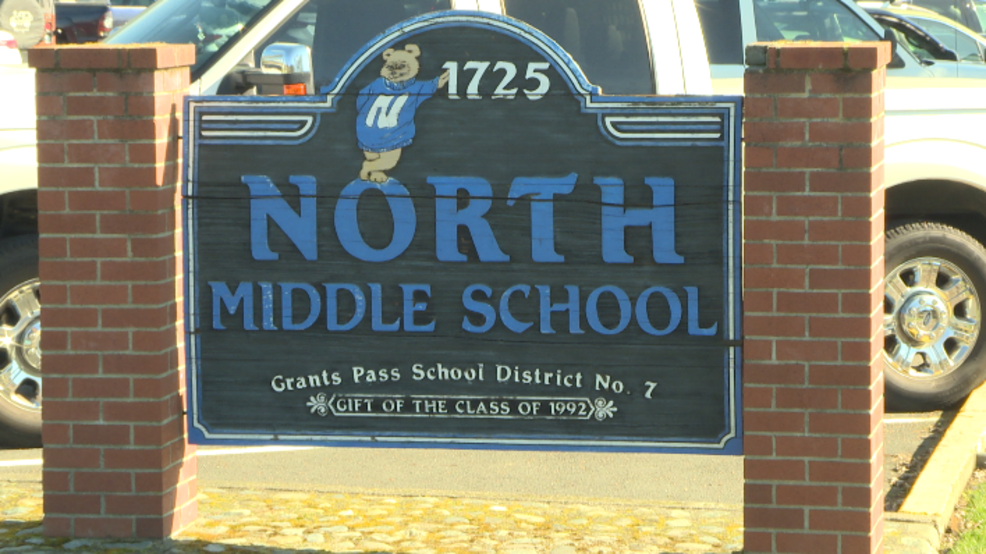 1725
N
NORTH
MIDDLE SCHOOL
Grants Pass School District No. 7
GIFT OF THE CLASS OF 1992